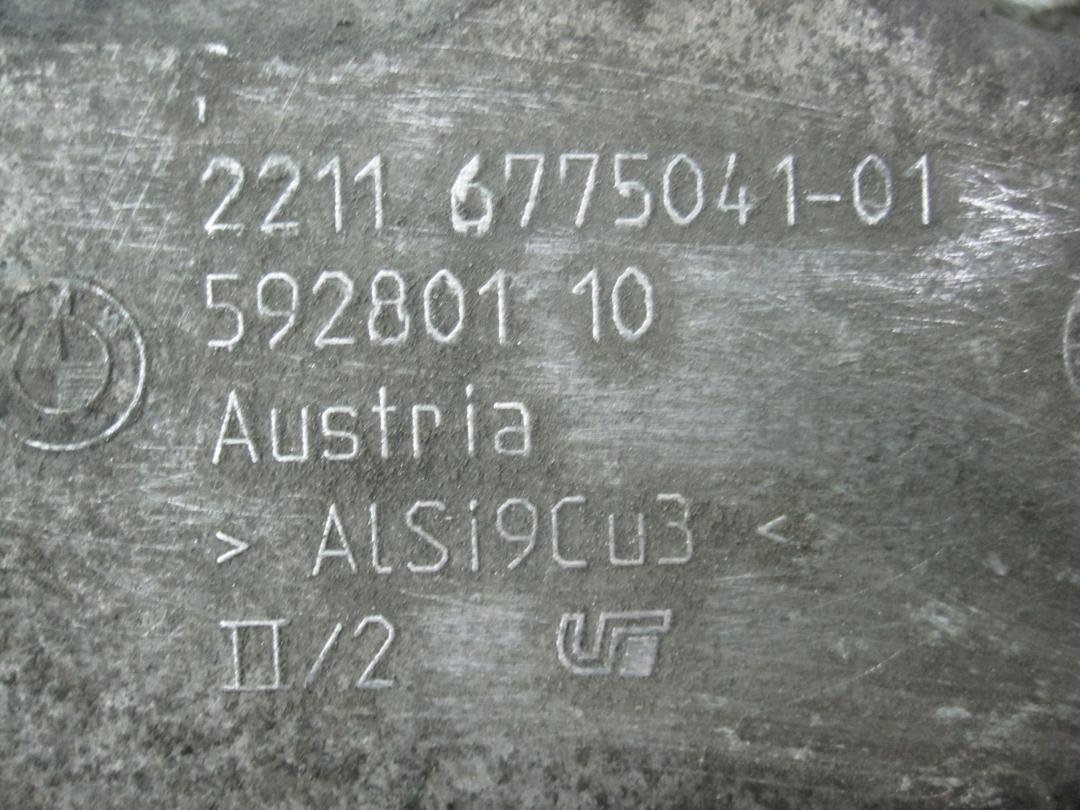 2211 6775041-01
592801 10
Austria
> AlSi9Cu3 <
II/2